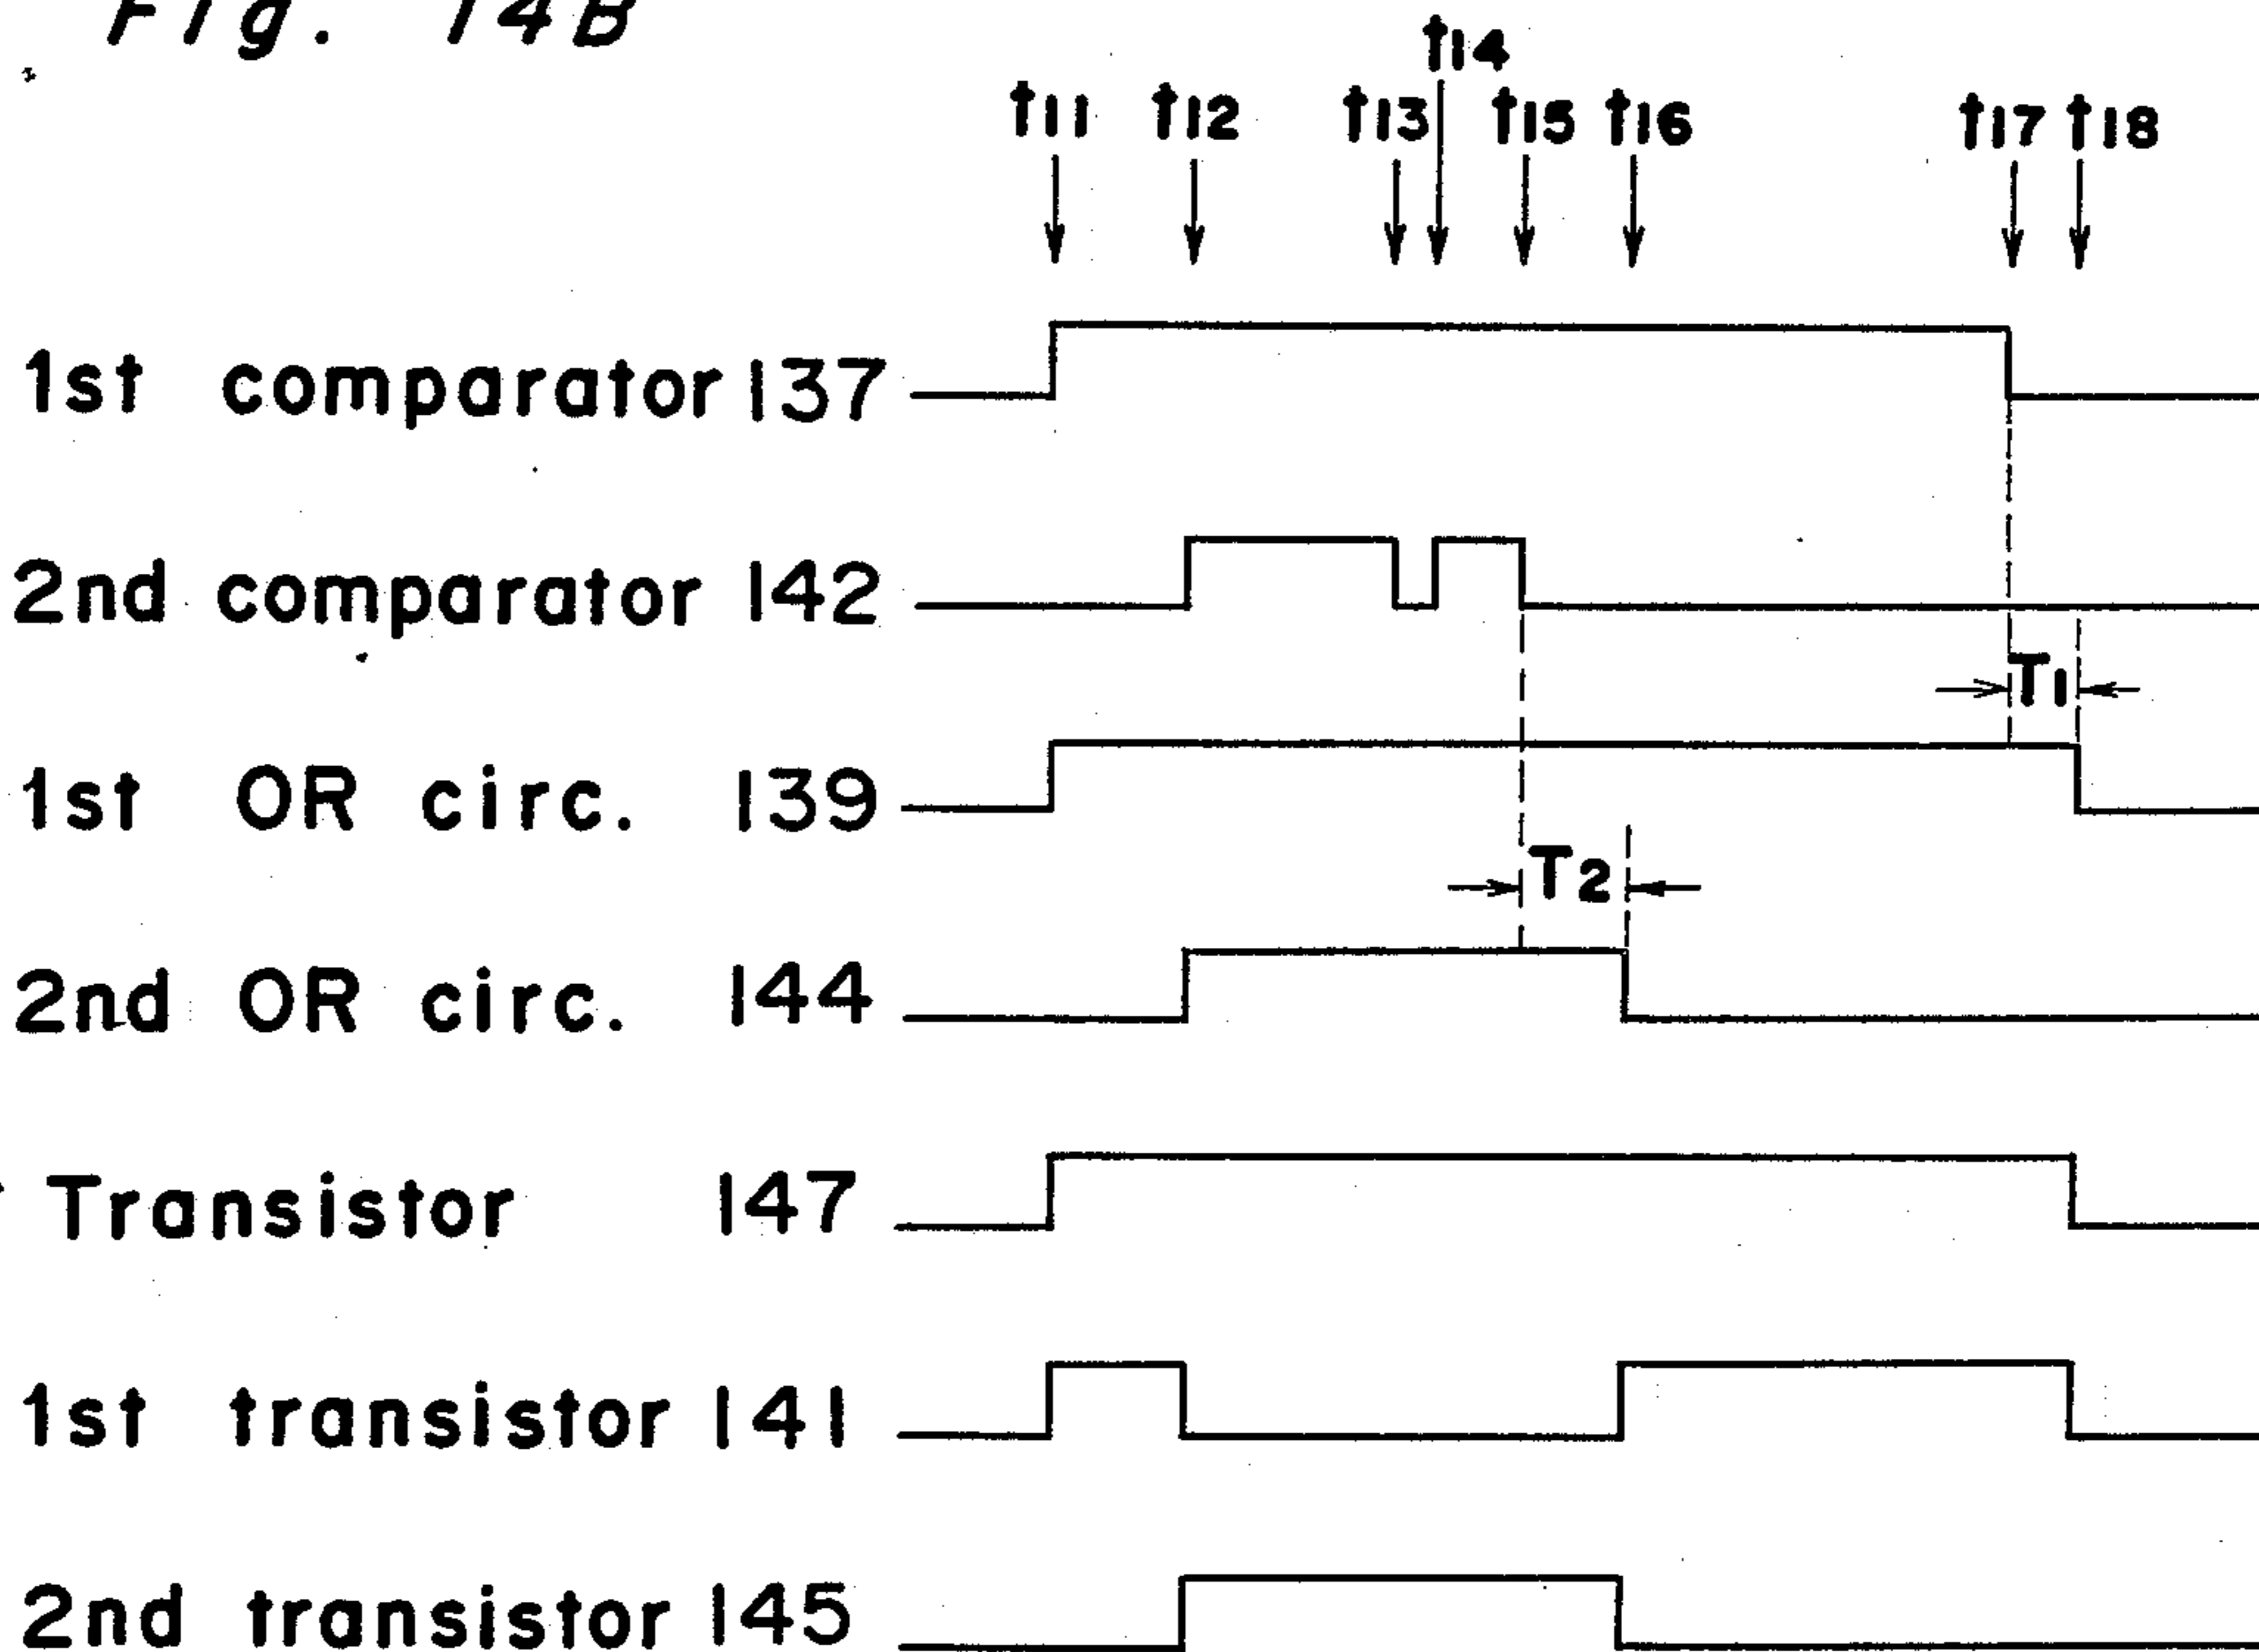 Fig. 14B
t14
t11 t12 t13 t15 t16 t17 t18
1st comparator 137
2nd comparator 142
T1
1st OR circ. 139
T2
2nd OR circ. 144
Transistor 147
1st transistor 141
2nd transistor 145